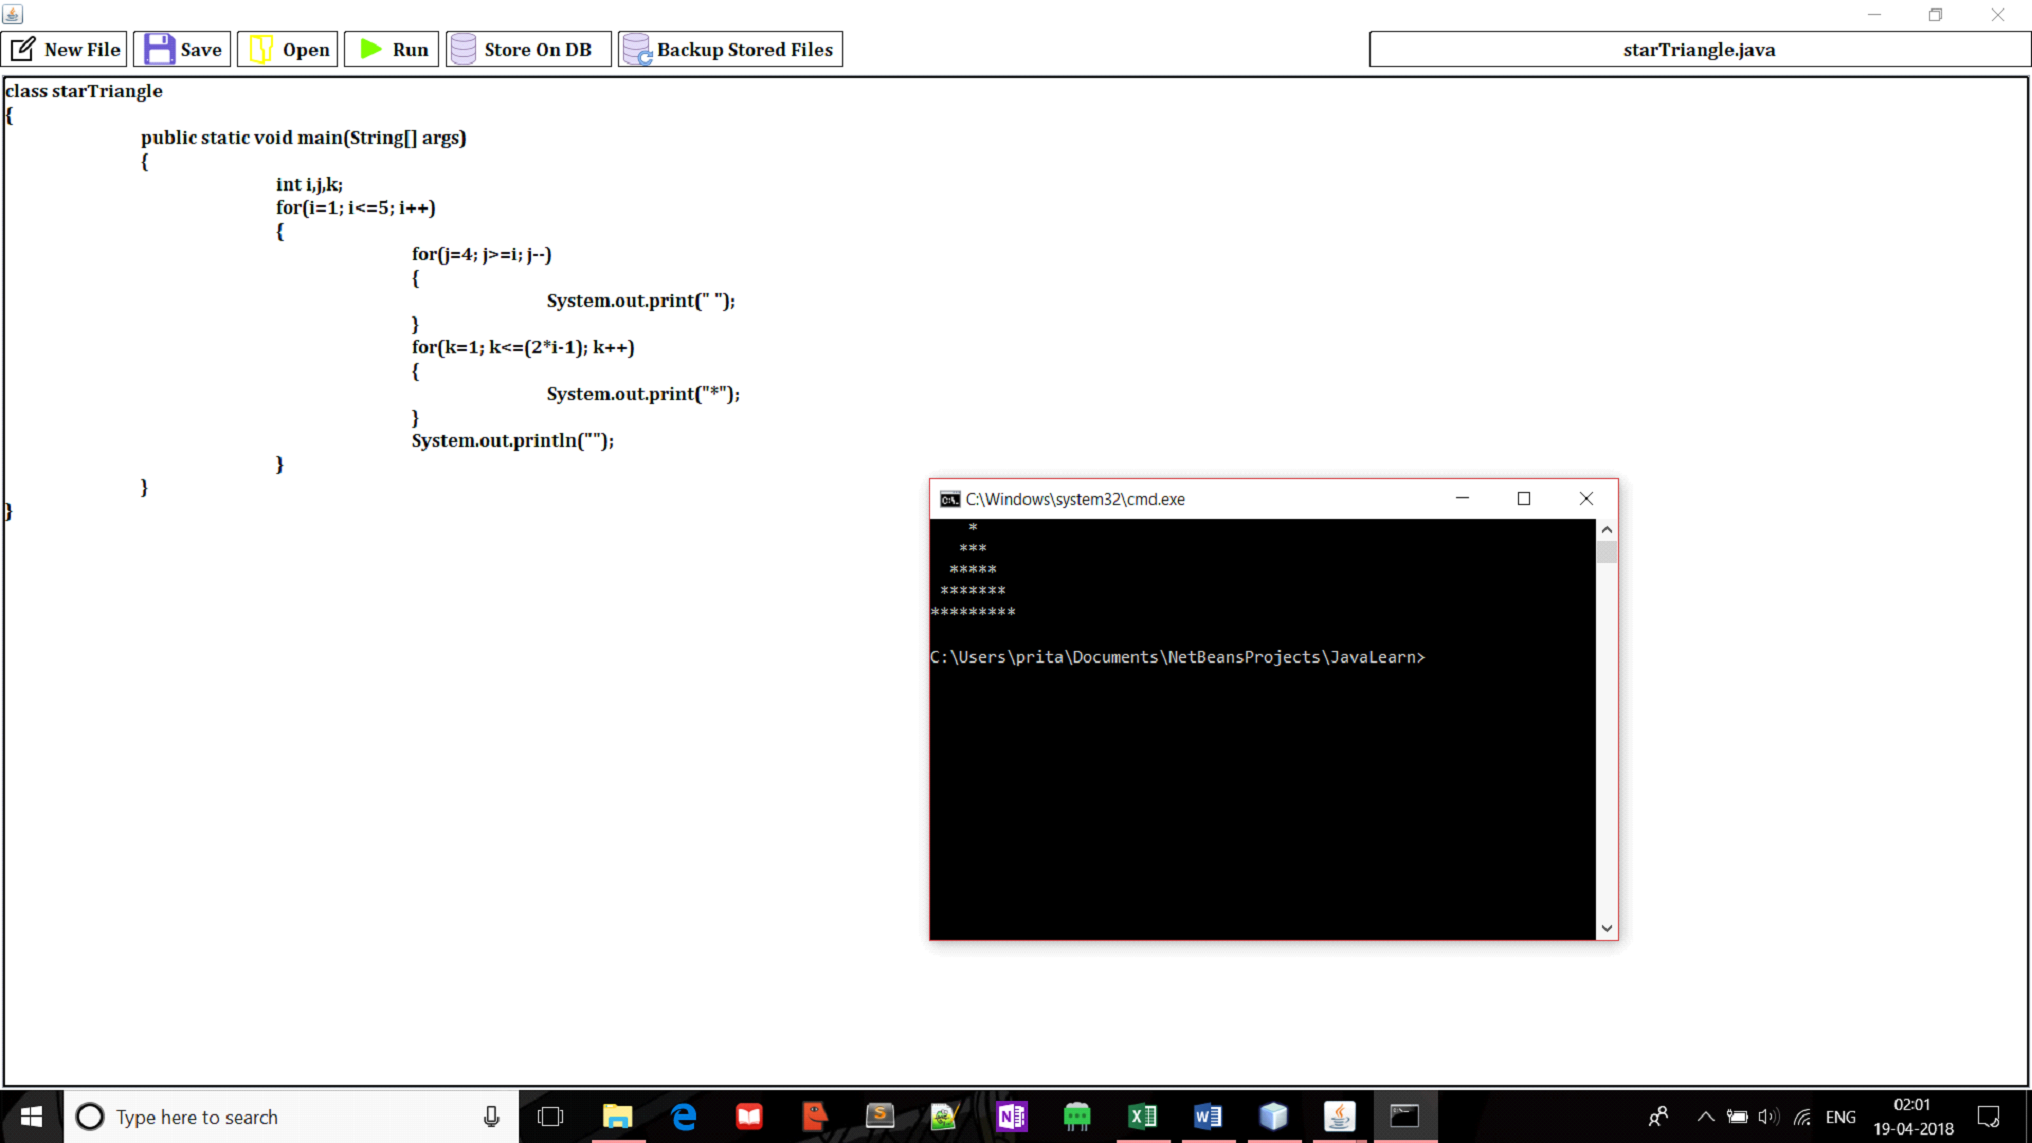 New File Save Open Run Store On DB Backup Stored Files starTriangle.java
class starTriangle
{
public static void main(String[] args)
{
int i,j,k;
for(i=1; i<=5; i++)
{
for(j=4; j>=i; j--)
{
System.out.print(" ");
}
for(k=1; k<=(2*i-1); k++)
{
System.out.print("*");
}
System.out.println("");
}
}
}
C:\Windows\system32\cmd.exe
*
***
*****
*******
*********
C:\Users\prita\Documents\NetBeansProjects\JavaLearn>
Type here to search
ENG
02:01
19-04-2018